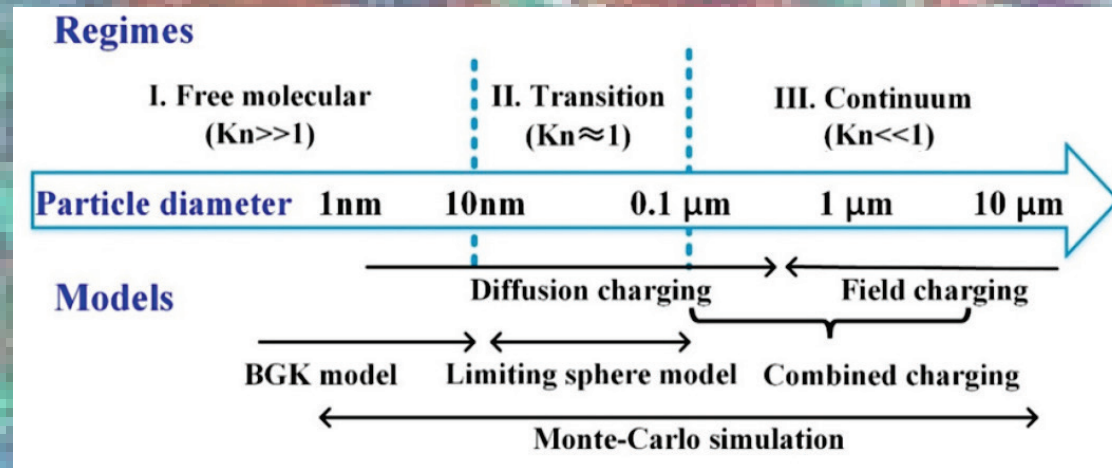 Regimes
I. Free molecular
(Kn>>1)
II. Transition
(Kn≈1)
III. Continuum
(Kn<<1)
Particle diameter 1nm 10nm 0.1 μm 1 μm 10 μm
Models
Diffusion charging
Field charging
BGK model
Limiting sphere model
Combined charging
Monte-Carlo simulation